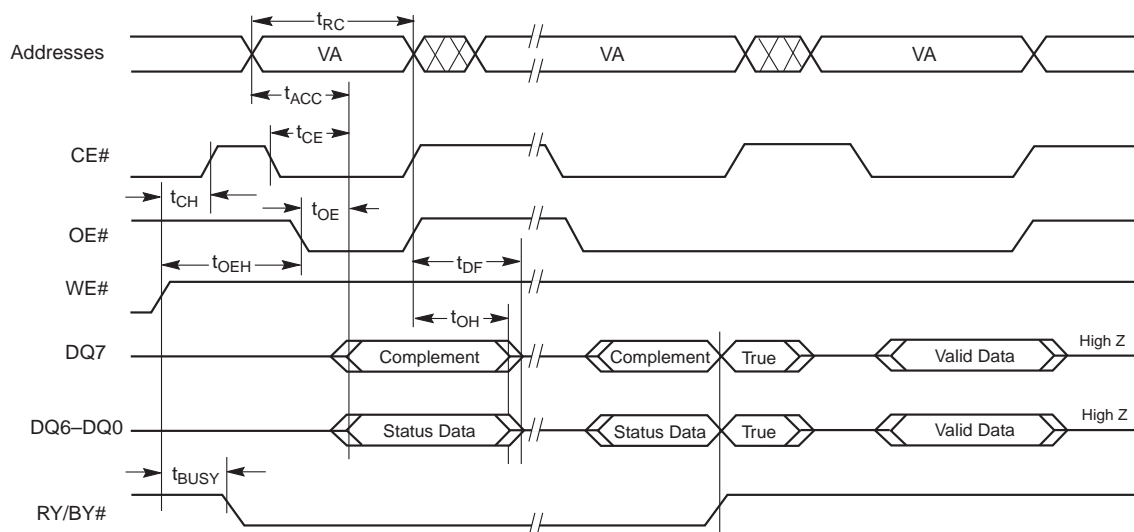 tRC
Addresses VA VA VA
tACC
tCE
CE#
tCH
tOE
OE#
tOEH
tDF
WE#
tOH
DQ7 Complement Complement True Valid Data High Z
DQ6–DQ0 Status Data Status Data True Valid Data High Z
tBUSY
RY/BY#